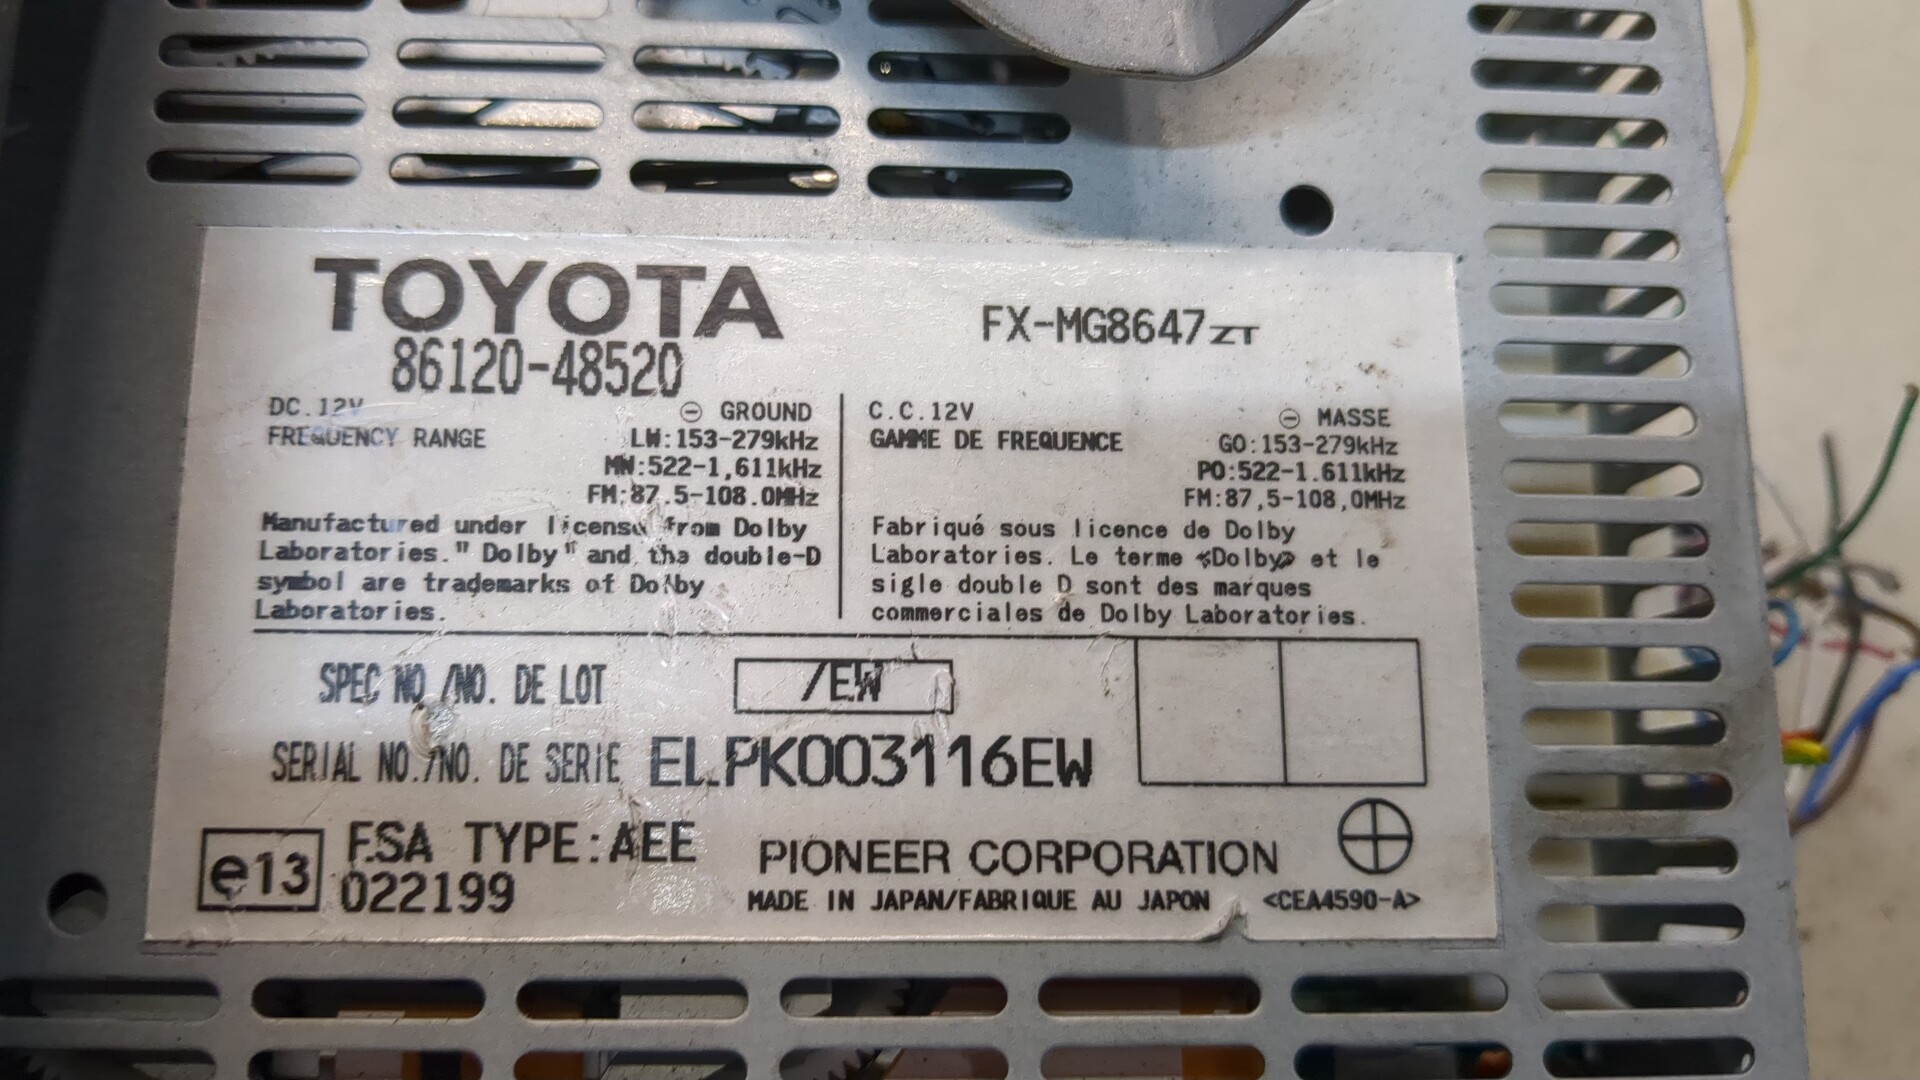 TOYOTA
86120-48520
FX-MG8647ZT
DC.12V ⊖ GROUND
FREQUENCY RANGE LW:153-279kHz
MW:522-1,611kHz
FM:87.5-108.0MHz
Manufactured under license from Dolby
Laboratories." Dolby" and the double-D
symbol are trademarks of Dolby
Laboratories.
C.C.12V ⊖ MASSE
GAMME DE FREQUENCE GO:153-279kHz
PO:522-1.611kHz
FM:87,5-108,0MHz
Fabriqué sous licence de Dolby
Laboratories. Le terme «Dolby» et le
sigle double D sont des marques
commerciales de Dolby Laboratories.
SPEC NO./NO. DE LOT /EW
SERIAL NO./NO. DE SERIE ELPK003116EW
e13 F.SA TYPE:AEE
022199
PIONEER CORPORATION
MADE IN JAPAN/FABRIQUE AU JAPON <CEA4590-A>